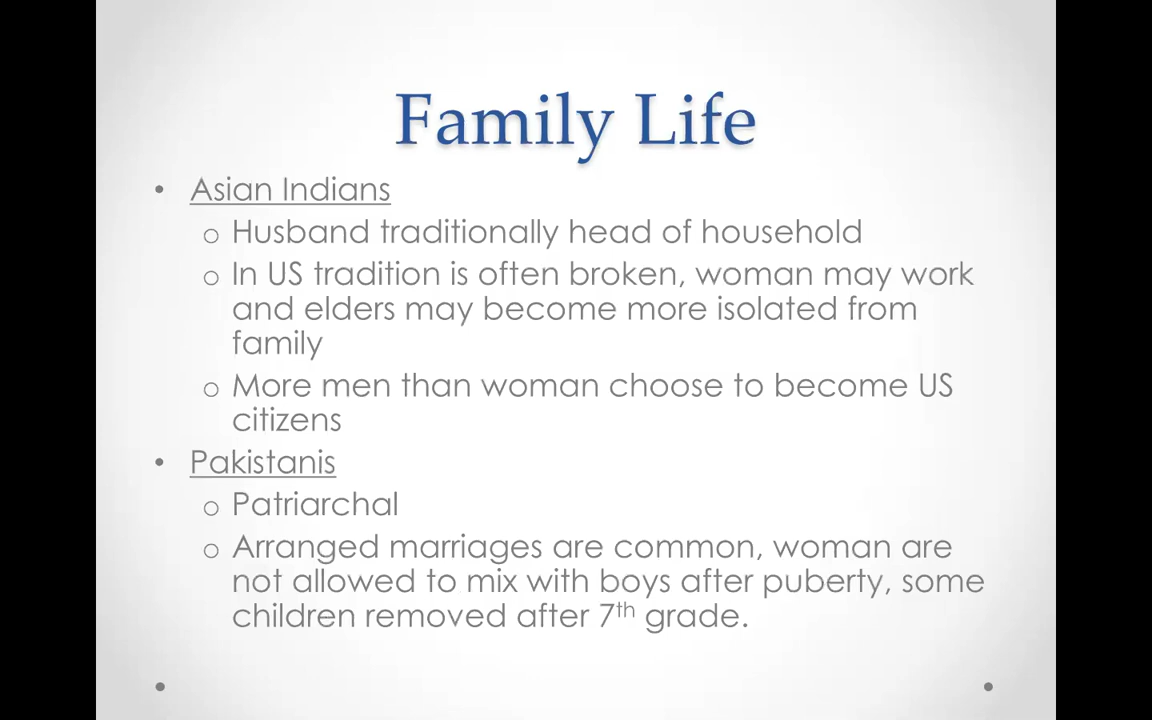 Family Life
• Asian Indians
o Husband traditionally head of household
o In US tradition is often broken, woman may work
and elders may become more isolated from
family
o More men than woman choose to become US
citizens
• Pakistanis
o Patriarchal
o Arranged marriages are common, woman are
not allowed to mix with boys after puberty, some
children removed after 7th grade.